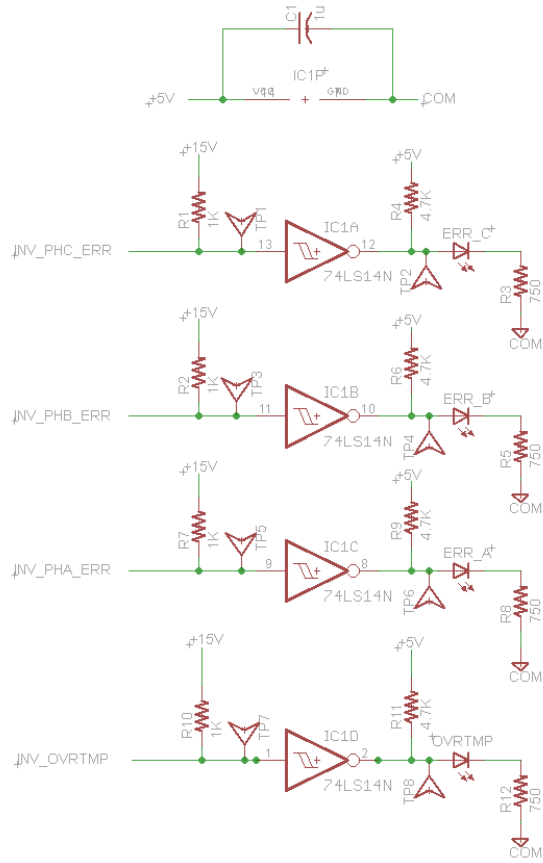 C1
1u
IC1P
+5V
VCC
14
GND
7
COM
+15V
+5V
R1
1K
TP1
IC1A
R4
4.7K
ERR_C
INV_PHC_ERR
13
12
74LS14N
TP2
R3
750
COM
+15V
+5V
R2
1K
TP3
IC1B
R6
4.7K
ERR_B
INV_PHB_ERR
11
10
74LS14N
TP4
R5
750
COM
+15V
+5V
R7
1K
TP5
IC1C
R9
4.7K
ERR_A
INV_PHA_ERR
9
8
74LS14N
TP6
R8
750
COM
+15V
+5V
R10
1K
TP7
IC1D
R11
4.7K
OVRTMP
INV_OVRTMP
1
2
74LS14N
TP8
R12
750
COM